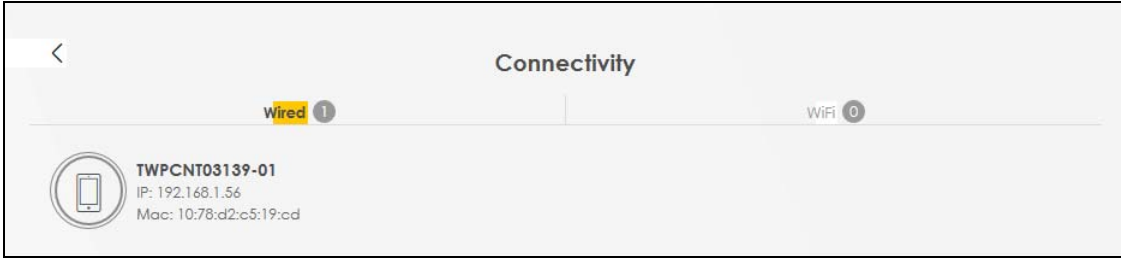 Connectivity
Wired 1
WiFi 0
TWPCNT03139-01
IP: 192.168.1.56
Mac: 10:78:d2:c5:19:cd